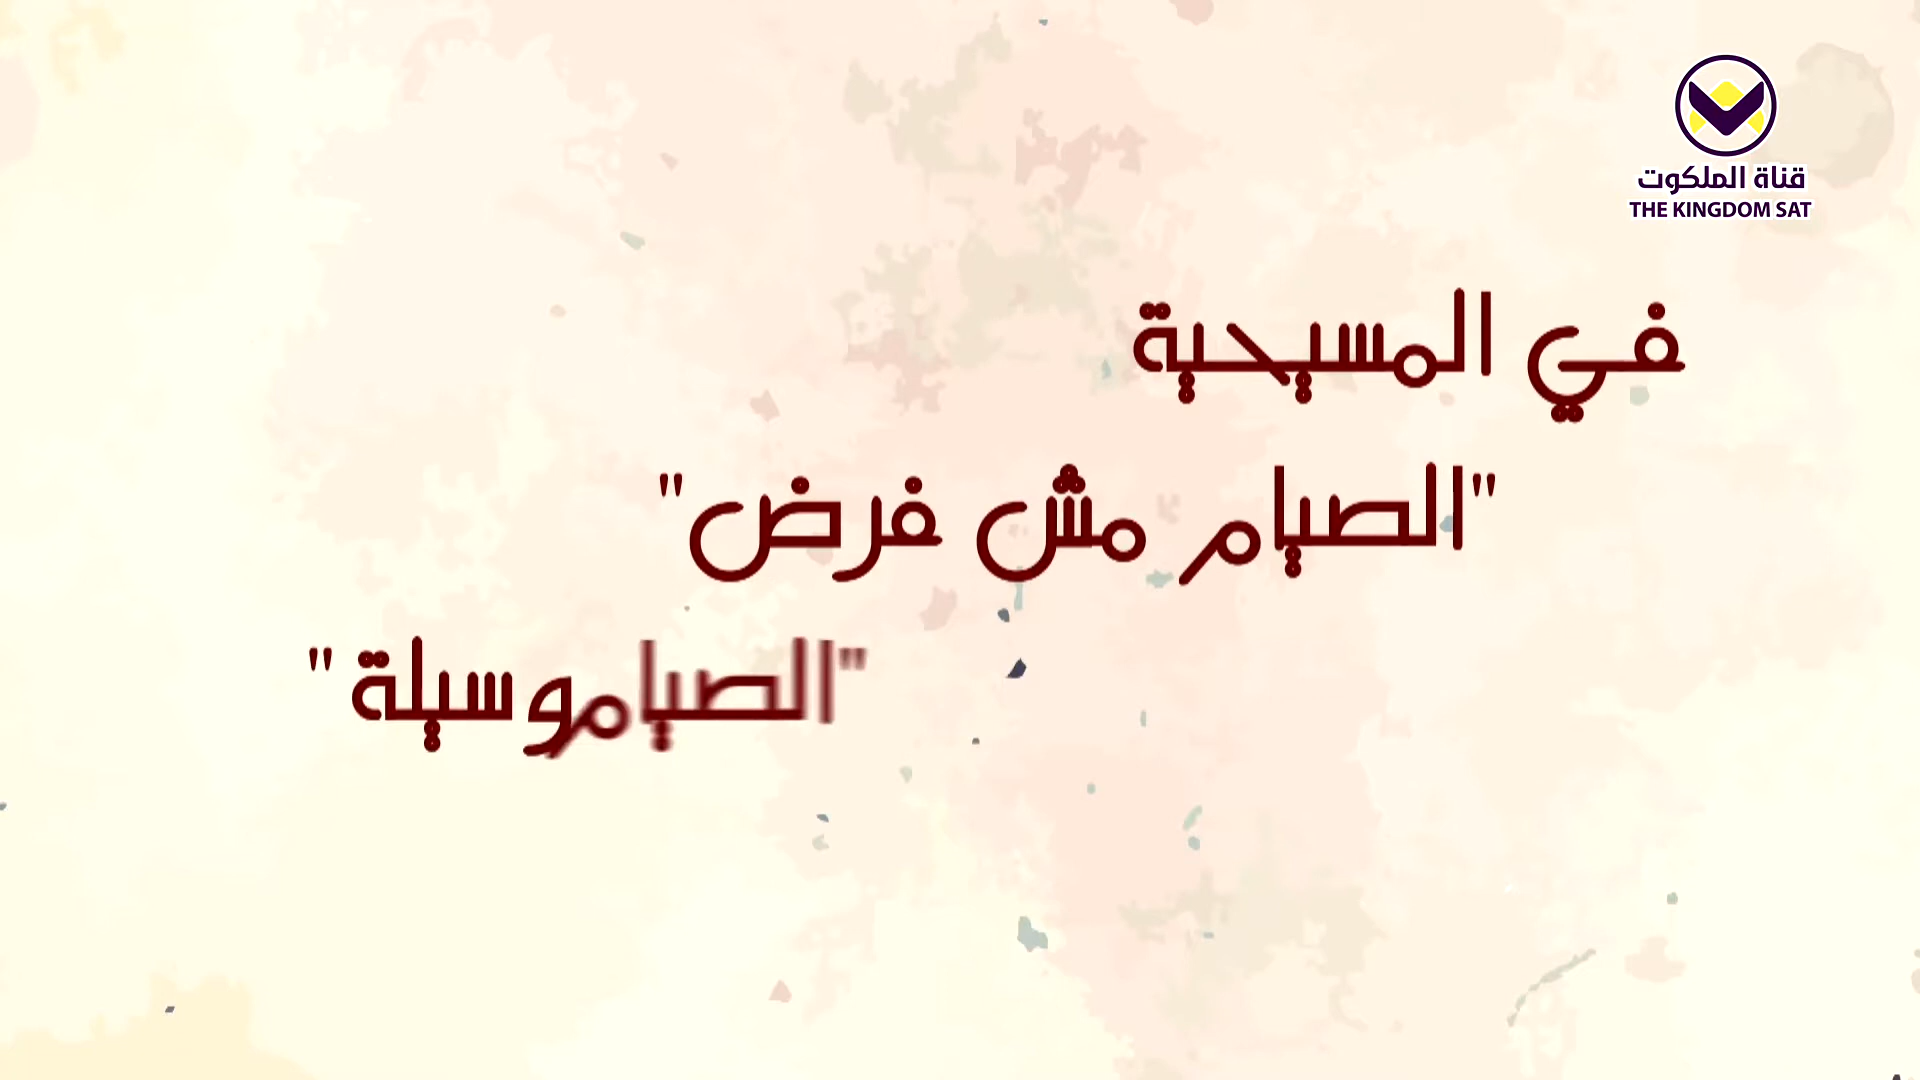 قناة الملكوت
THE KINGDOM SAT
في المسيحية
"الصيام مش فرض"
"الصيام وسيلة "